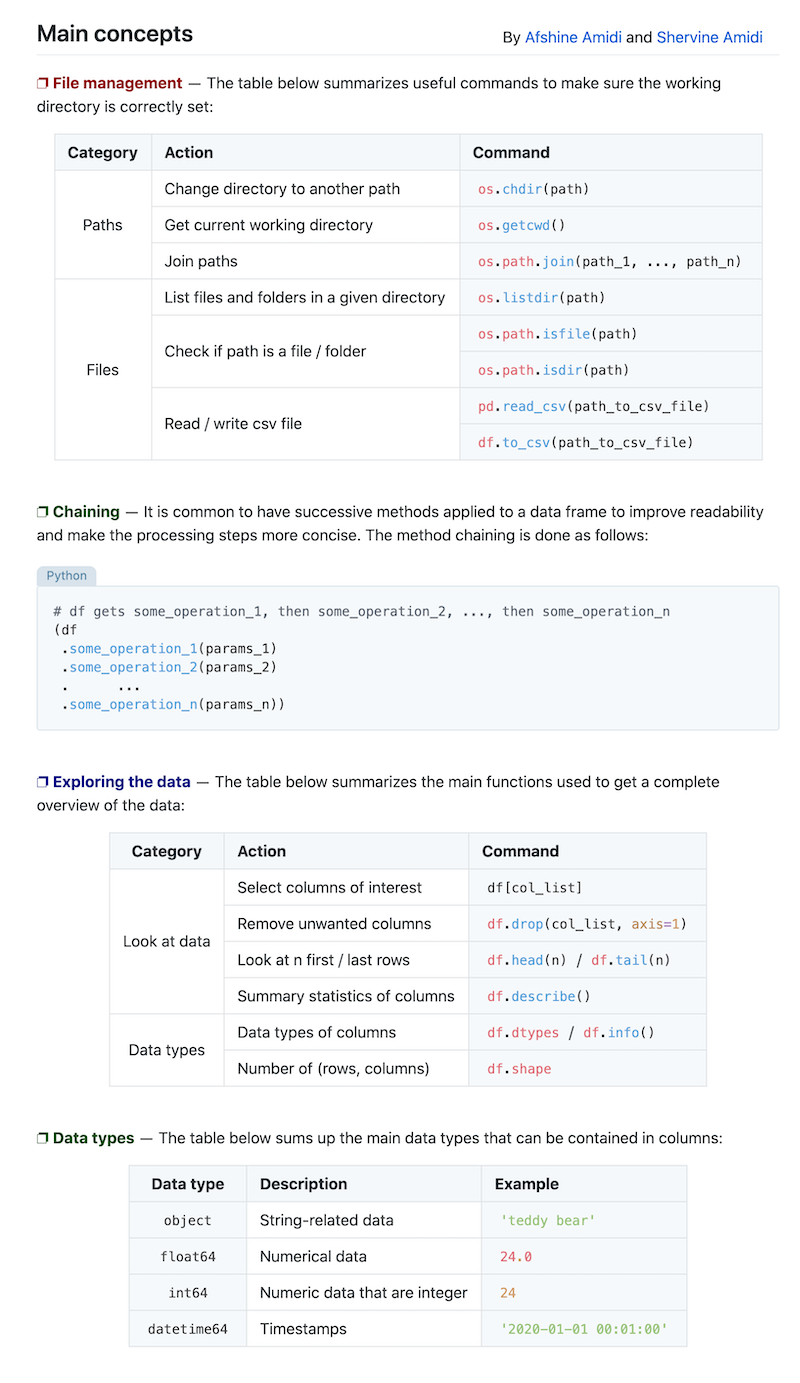 Main concepts
By Afshine Amidi and Shervine Amidi
❐ File management — The table below summarizes useful commands to make sure the working
directory is correctly set:
Category Action Command
Paths
Change directory to another path os.chdir(path)
Get current working directory os.getcwd()
Join paths os.path.join(path_1, ..., path_n)
Files
List files and folders in a given directory os.listdir(path)
Check if path is a file / folder
os.path.isfile(path)
os.path.isdir(path)
Read / write csv file
pd.read_csv(path_to_csv_file)
df.to_csv(path_to_csv_file)
❐ Chaining — It is common to have successive methods applied to a data frame to improve readability
and make the processing steps more concise. The method chaining is done as follows:
Python
# df gets some_operation_1, then some_operation_2, ..., then some_operation_n
(df
.some_operation_1(params_1)
.some_operation_2(params_2)
. ...
.some_operation_n(params_n))
❐ Exploring the data — The table below summarizes the main functions used to get a complete
overview of the data:
Category Action Command
Look at data
Select columns of interest df[col_list]
Remove unwanted columns df.drop(col_list, axis=1)
Look at n first / last rows df.head(n) / df.tail(n)
Summary statistics of columns df.describe()
Data types
Data types of columns df.dtypes / df.info()
Number of (rows, columns) df.shape
❐ Data types — The table below sums up the main data types that can be contained in columns:
Data type Description Example
object String-related data 'teddy bear'
float64 Numerical data 24.0
int64 Numeric data that are integer 24
datetime64 Timestamps '2020-01-01 00:01:00'